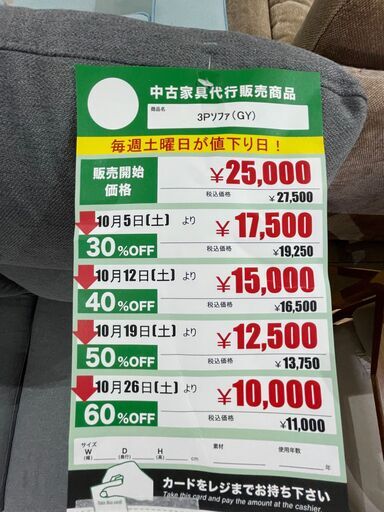 中古家具代行販売商品
商品名
3Pソファ(GY)
毎週土曜日が値下り日！
販売開始価格 ¥25,000
税込価格 ¥27,500
10月5日(土) より ¥17,500
30%OFF 税込価格 ¥19,250
10月12日(土) より ¥15,000
40%OFF 税込価格 ¥16,500
10月19日(土) より ¥12,500
50%OFF 税込価格 ¥13,750
10月26日(土) より ¥10,000
60%OFF 税込価格 ¥11,000
サイズ 素材 使用年数
W(幅) D(奥行) H(高) cm 年
カードをレジまでお持ち下さい
Take this card and pay the amount at the cashier.